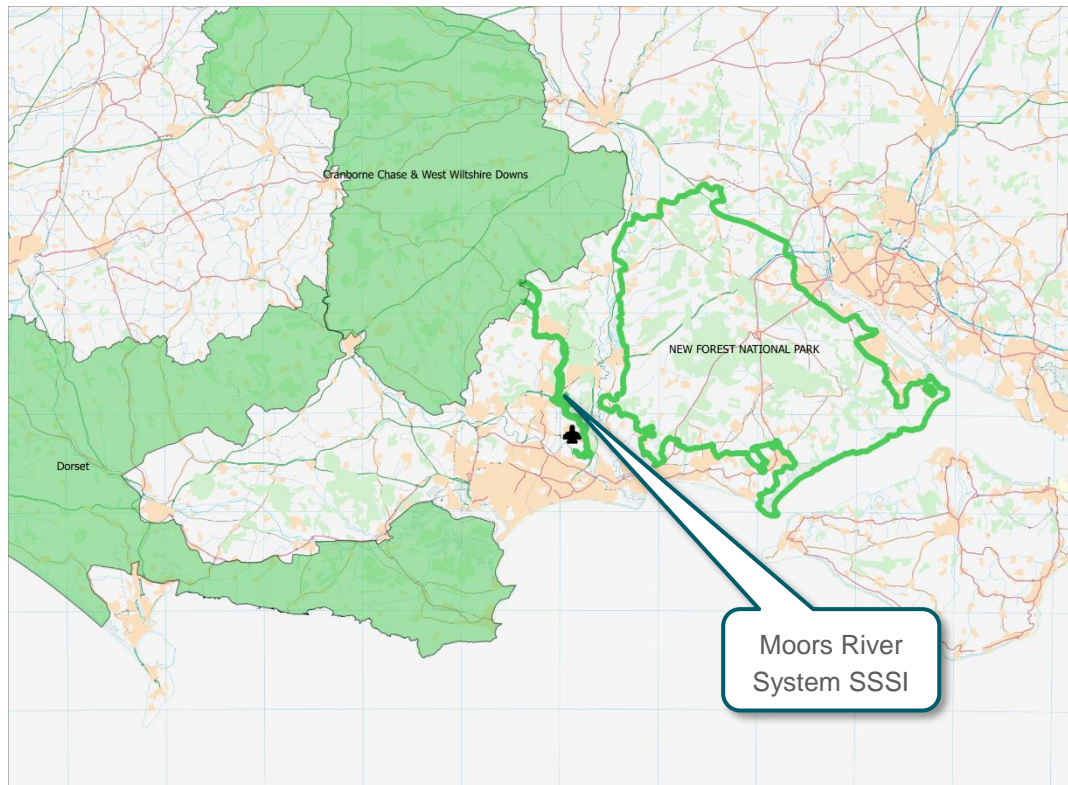 Cranborne Chase & West Wiltshire Downs
NEW FOREST NATIONAL PARK
Dorset
Moors River
System SSSI